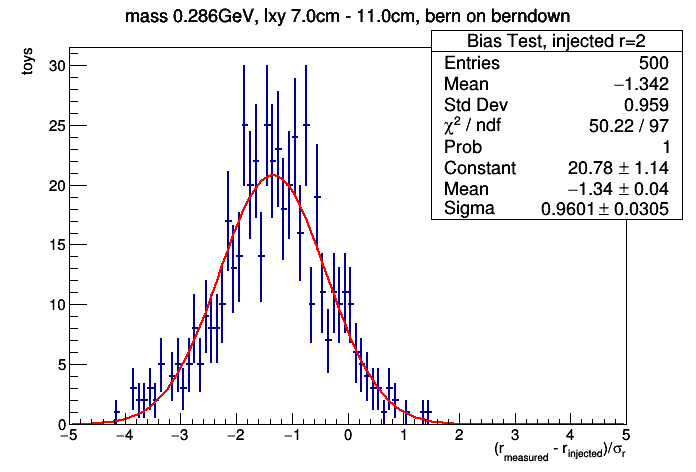 mass 0.286GeV, lxy 7.0cm - 11.0cm, bern on berndown
Bias Test, injected r=2
Entries 500
Mean −1.342
Std Dev 0.959
χ² / ndf 50.22 / 97
Prob 1
Constant 20.78 ± 1.14
Mean −1.34 ± 0.04
Sigma 0.9601 ± 0.0305
toys
30
25
20
15
10
5
0
−5 −4 −3 −2 −1 0 1 2 3 4 5
(r_measured - r_injected)/σ_r